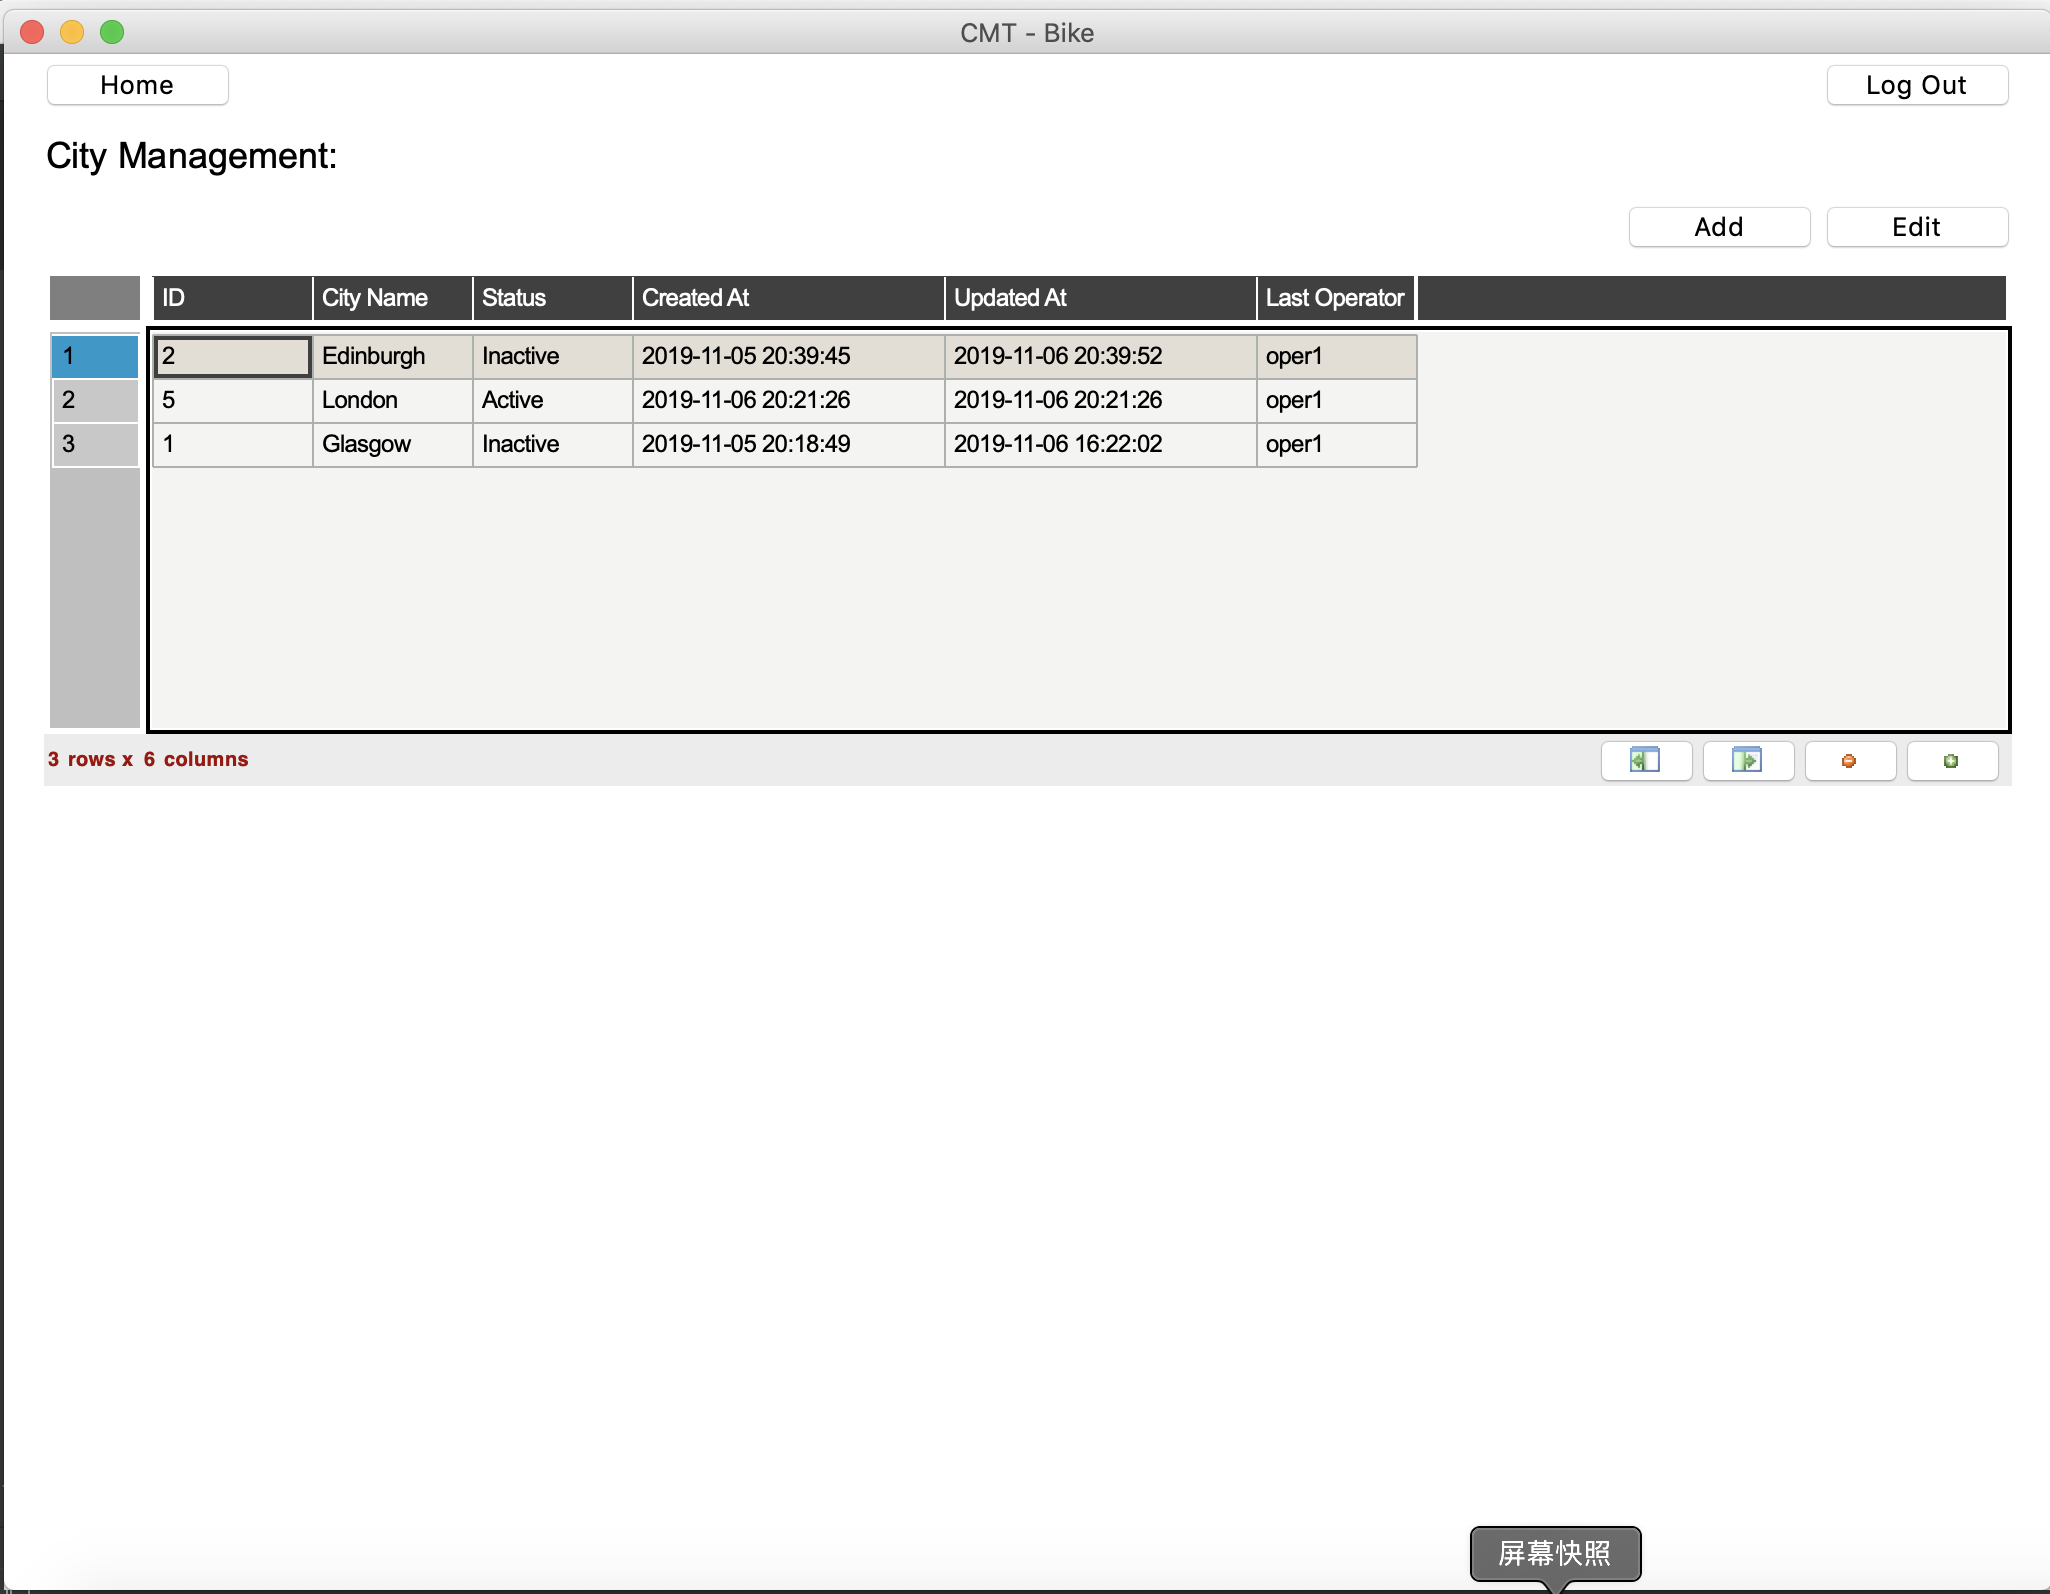 CMT - Bike
Home Log Out
City Management:
Add Edit
ID City Name Status Created At Updated At Last Operator
1 2 Edinburgh Inactive 2019-11-05 20:39:45 2019-11-06 20:39:52 oper1
2 5 London Active 2019-11-06 20:21:26 2019-11-06 20:21:26 oper1
3 1 Glasgow Inactive 2019-11-05 20:18:49 2019-11-06 16:22:02 oper1
3 rows x 6 columns
屏幕快照